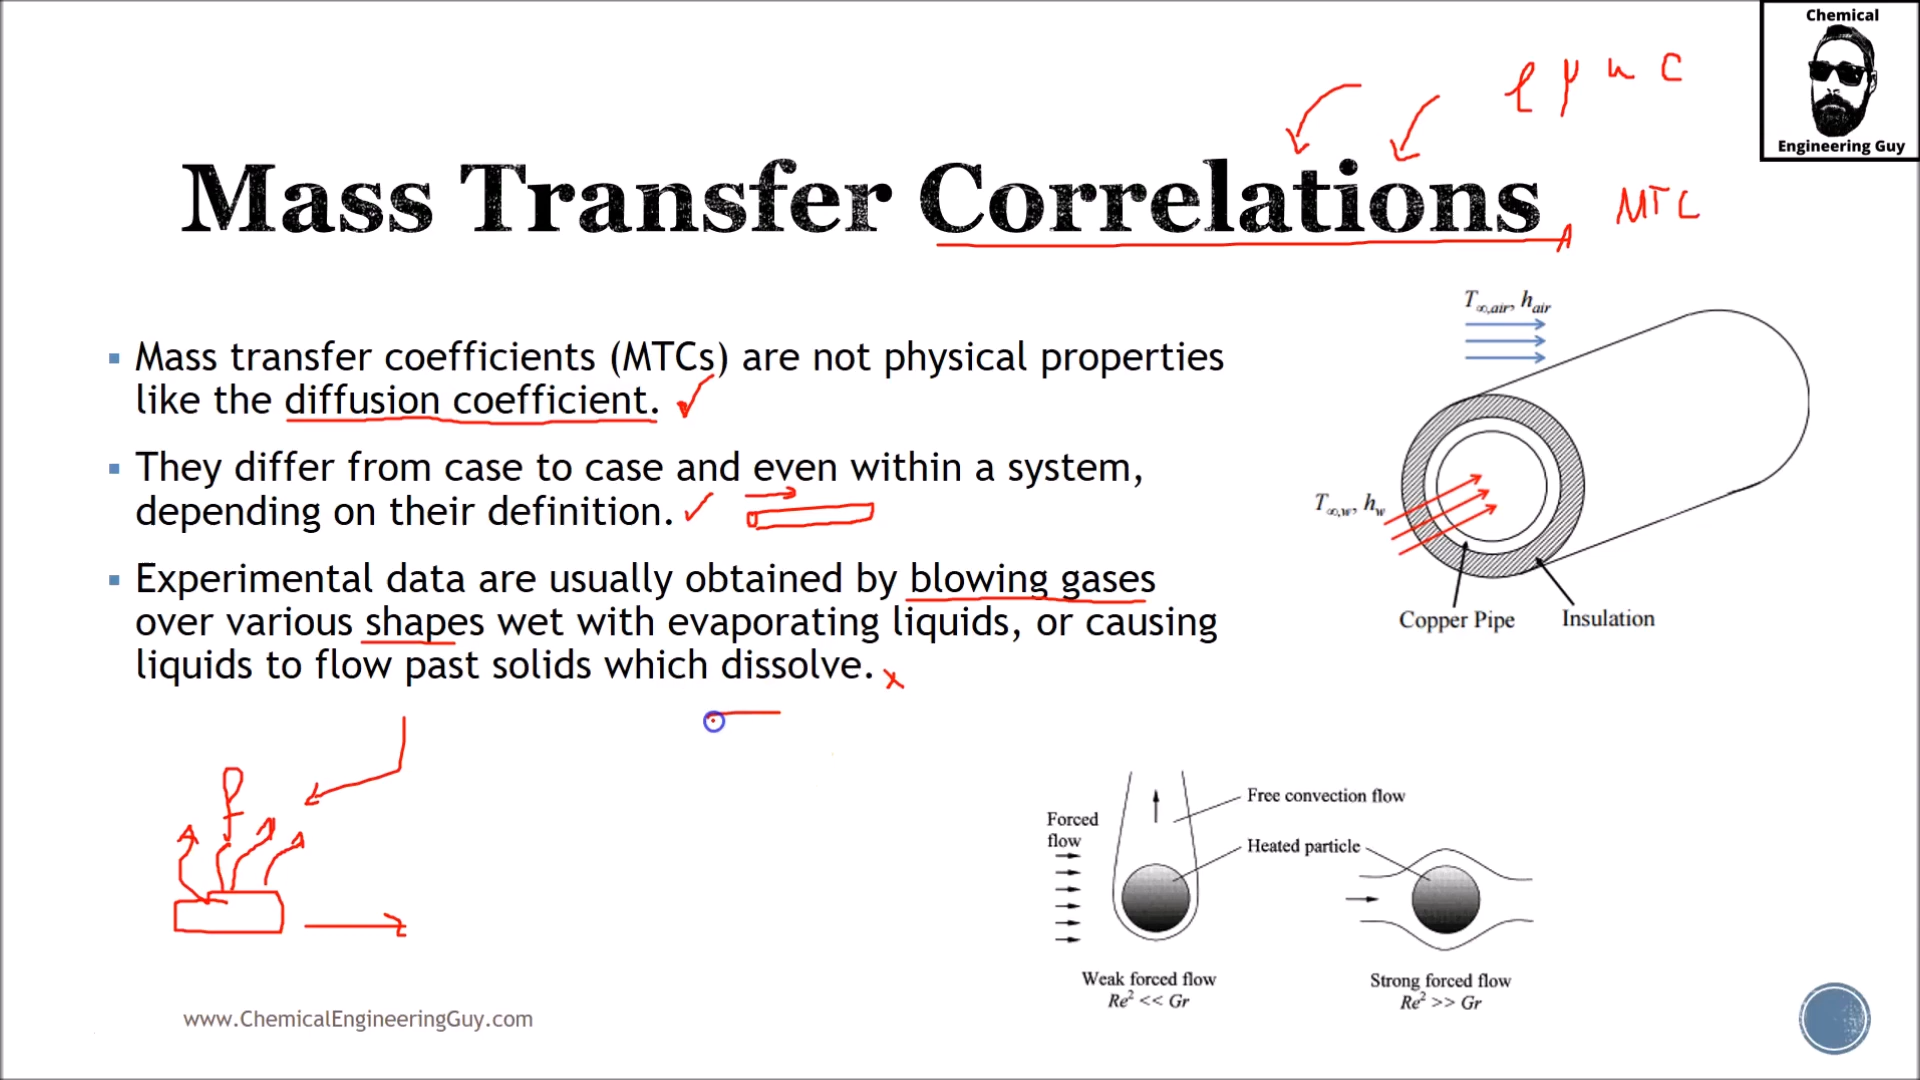 Chemical
Engineering Guy
ρ μ k C
Mass Transfer Correlations
MTC
T∞,air, hair
▪ Mass transfer coefficients (MTCs) are not physical properties
like the diffusion coefficient.
▪ They differ from case to case and even within a system,
depending on their definition.
T∞,w, hw
▪ Experimental data are usually obtained by blowing gases
over various shapes wet with evaporating liquids, or causing
liquids to flow past solids which dissolve.
Copper Pipe
Insulation
Forced
flow
Free convection flow
Heated particle
Weak forced flow
Re² << Gr
Strong forced flow
Re² >> Gr
www.ChemicalEngineeringGuy.com